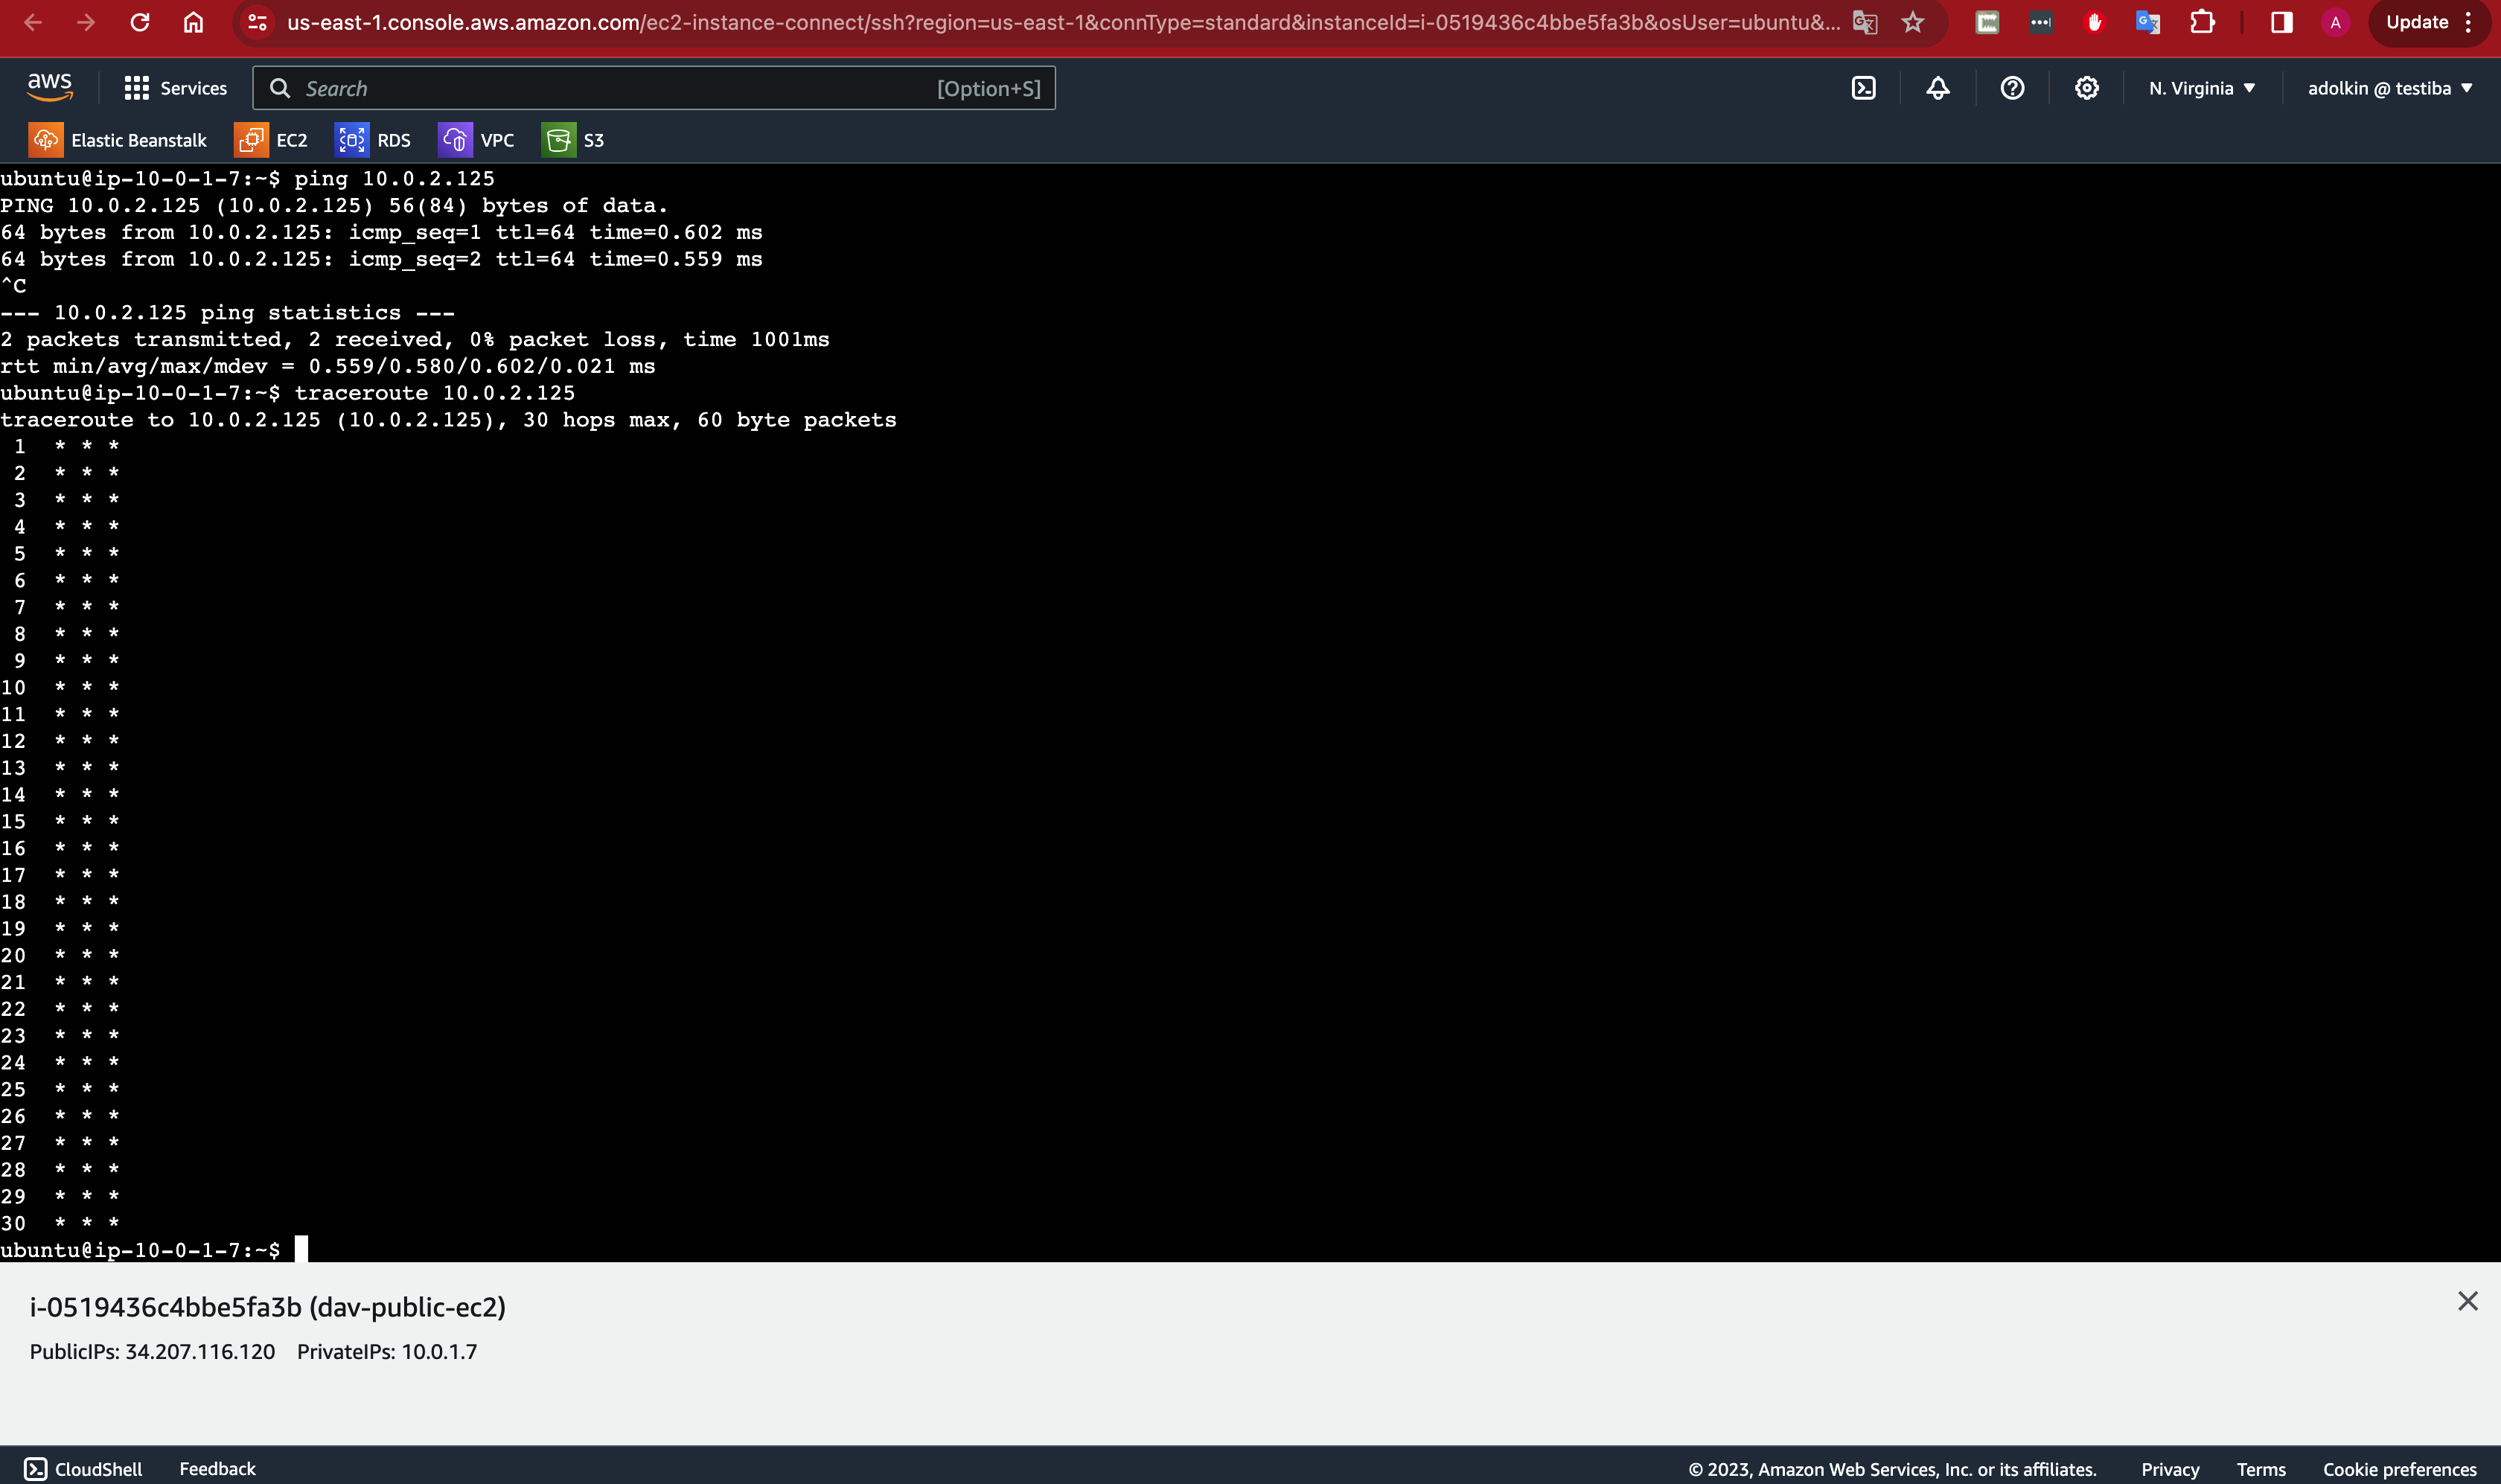 us-east-1.console.aws.amazon.com/ec2-instance-connect/ssh?region=us-east-1&connType=standard&instanceId=i-0519436c4bbe5fa3b&osUser=ubuntu&... A Update
aws Services Search [Option+S] N. Virginia adolkin @ testiba
Elastic Beanstalk EC2 RDS VPC S3
ubuntu@ip-10-0-1-7:~$ ping 10.0.2.125
PING 10.0.2.125 (10.0.2.125) 56(84) bytes of data.
64 bytes from 10.0.2.125: icmp_seq=1 ttl=64 time=0.602 ms
64 bytes from 10.0.2.125: icmp_seq=2 ttl=64 time=0.559 ms
^C
--- 10.0.2.125 ping statistics ---
2 packets transmitted, 2 received, 0% packet loss, time 1001ms
rtt min/avg/max/mdev = 0.559/0.580/0.602/0.021 ms
ubuntu@ip-10-0-1-7:~$ traceroute 10.0.2.125
traceroute to 10.0.2.125 (10.0.2.125), 30 hops max, 60 byte packets
1 * * *
2 * * *
3 * * *
4 * * *
5 * * *
6 * * *
7 * * *
8 * * *
9 * * *
10 * * *
11 * * *
12 * * *
13 * * *
14 * * *
15 * * *
16 * * *
17 * * *
18 * * *
19 * * *
20 * * *
21 * * *
22 * * *
23 * * *
24 * * *
25 * * *
26 * * *
27 * * *
28 * * *
29 * * *
30 * * *
ubuntu@ip-10-0-1-7:~$
i-0519436c4bbe5fa3b (dav-public-ec2)
PublicIPs: 34.207.116.120 PrivateIPs: 10.0.1.7
CloudShell Feedback © 2023, Amazon Web Services, Inc. or its affiliates. Privacy Terms Cookie preferences